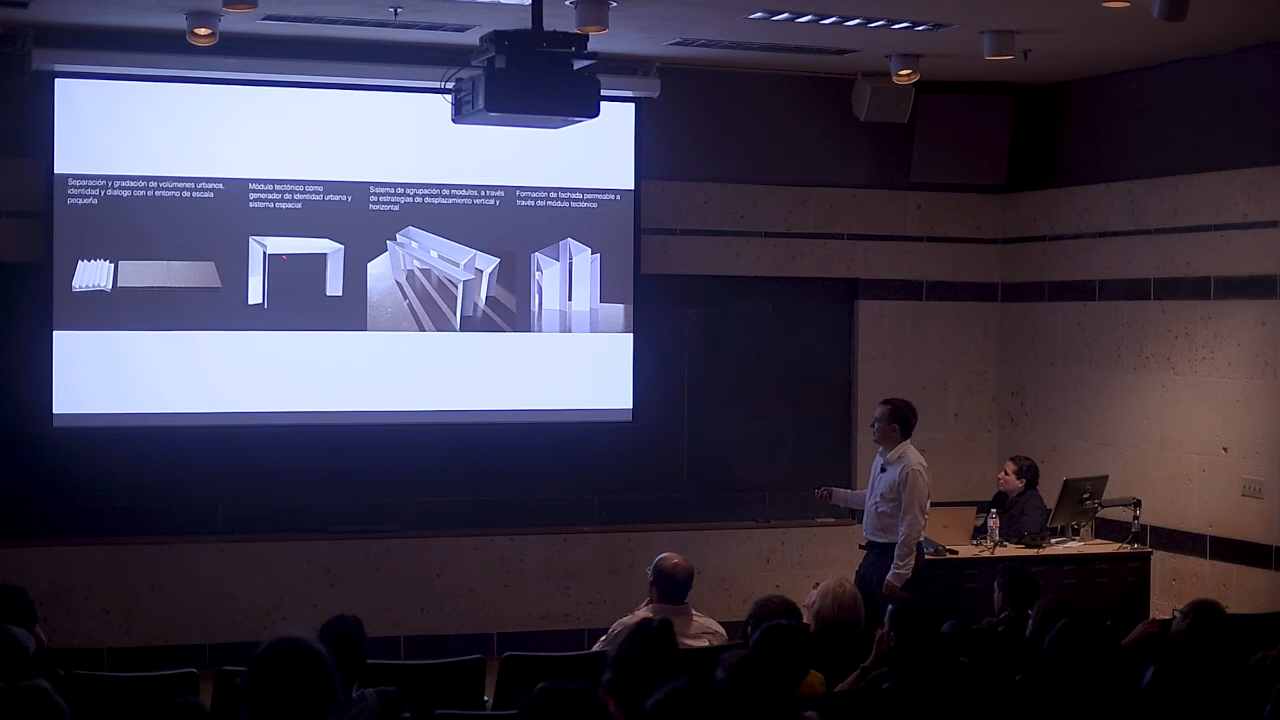 Separación y gradación de volúmenes urbanos,
identidad y dialogo con el entorno de escala
pequeña
Módulo tectónico como
generador de identidad urbana y
sistema espacial
Sistema de agrupación de modulos, a través
de estrategias de desplazamiento vertical y
horizontal
Formación de fachada permeable a
través del módulo tectónico